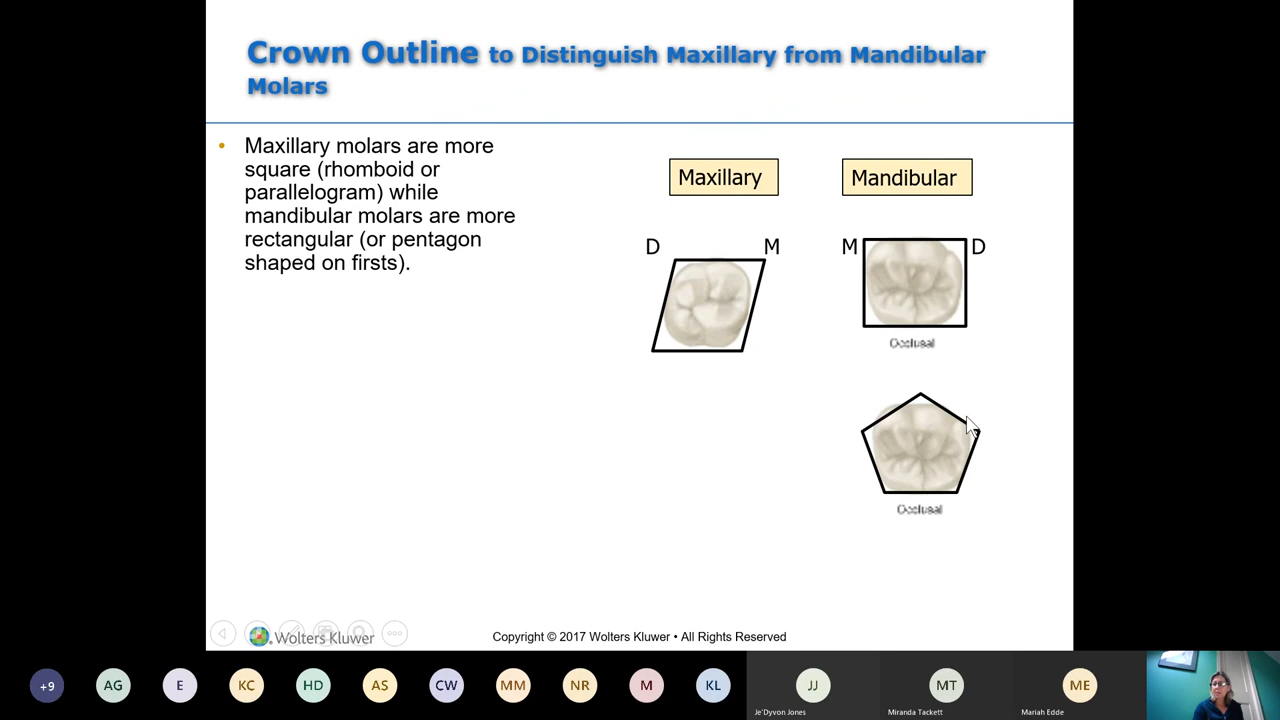 Crown Outline to Distinguish Maxillary from Mandibular
Molars
• Maxillary molars are more
square (rhomboid or
parallelogram) while
mandibular molars are more
rectangular (or pentagon
shaped on firsts).
Maxillary
Mandibular
D
M
M
D
Occlusal
Occlusal
Wolters Kluwer
Copyright © 2017 Wolters Kluwer • All Rights Reserved
+9
AG
E
KC
HD
AS
CW
MM
NR
M
KL
JJ
MT
ME
Je'Dyvon Jones
Miranda Tackett
Mariah Edde